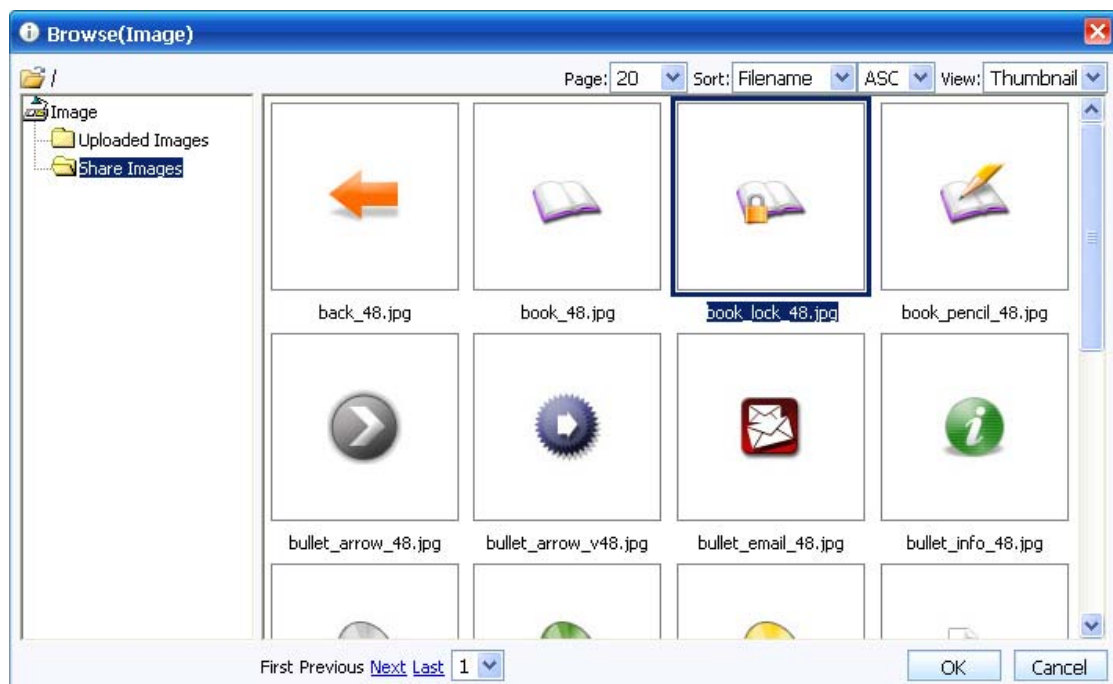 Browse(Image)
/ Page: 20 Sort: Filename ASC View: Thumbnail
Image
Uploaded Images
Share Images
back_48.jpg book_48.jpg book_lock_48.jpg book_pencil_48.jpg
bullet_arrow_48.jpg bullet_arrow_v48.jpg bullet_email_48.jpg bullet_info_48.jpg
First Previous Next Last 1 OK Cancel